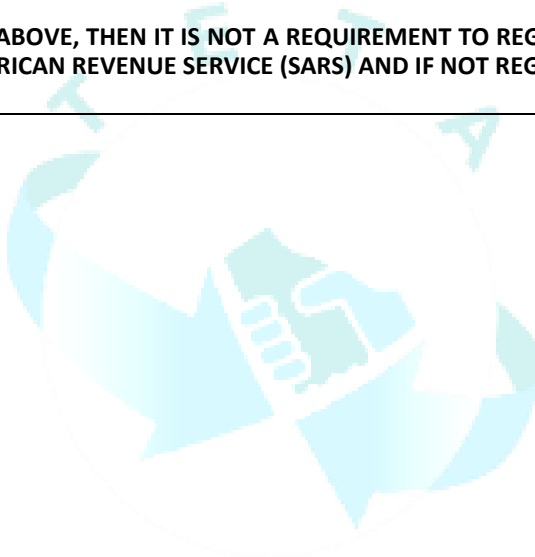 ABOVE, THEN IT IS NOT A REQUIREMENT TO REG
RICAN REVENUE SERVICE (SARS) AND IF NOT REG
T E T A